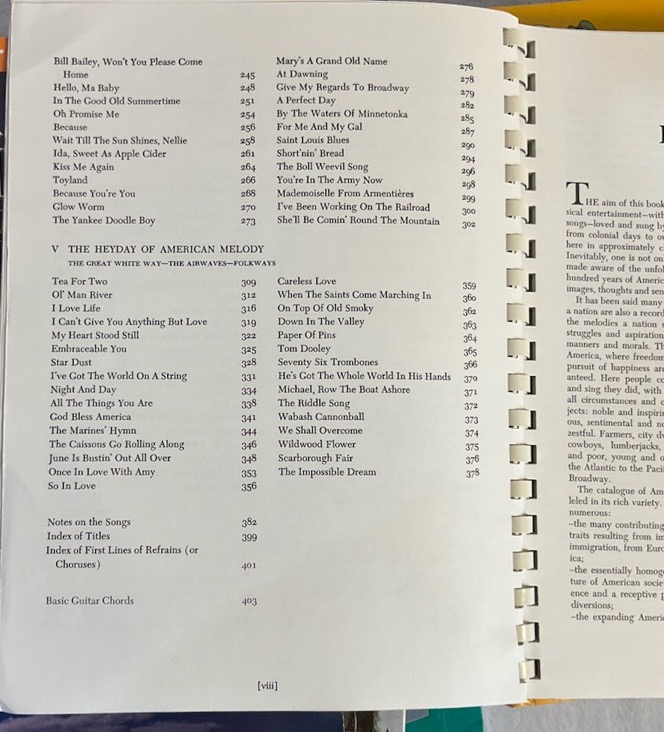 Bill Bailey, Won't You Please Come
Home 245
Hello, Ma Baby 248
In The Good Old Summertime 251
Oh Promise Me 254
Because 256
Wait Till The Sun Shines, Nellie 258
Ida, Sweet As Apple Cider 261
Kiss Me Again 264
Toyland 266
Because You're You 268
Glow Worm 270
The Yankee Doodle Boy 273
Mary's A Grand Old Name 276
At Dawning 278
Give My Regards To Broadway 279
A Perfect Day 282
By The Waters Of Minnetonka 285
For Me And My Gal 287
Saint Louis Blues 290
Short'nin' Bread 294
The Boll Weevil Song 296
You're In The Army Now 298
Mademoiselle From Armentières 299
I've Been Working On The Railroad 300
She'll Be Comin' Round The Mountain 302
V THE HEYDAY OF AMERICAN MELODY
THE GREAT WHITE WAY—THE AIRWAVES—FOLKWAYS
Tea For Two 309
Ol' Man River 312
I Love Life 316
I Can't Give You Anything But Love 319
My Heart Stood Still 322
Embraceable You 325
Star Dust 328
I've Got The World On A String 331
Night And Day 334
All The Things You Are 338
God Bless America 341
The Marines' Hymn 344
The Caissons Go Rolling Along 346
June Is Bustin' Out All Over 348
Once In Love With Amy 353
So In Love 356
Careless Love 359
When The Saints Come Marching In 360
On Top Of Old Smoky 362
Down In The Valley 363
Paper Of Pins 364
Tom Dooley 365
Seventy Six Trombones 366
He's Got The Whole World In His Hands 370
Michael, Row The Boat Ashore 371
The Riddle Song 372
Wabash Cannonball 373
We Shall Overcome 374
Wildwood Flower 375
Scarborough Fair 376
The Impossible Dream 378
Notes on the Songs 382
Index of Titles 399
Index of First Lines of Refrains (or
Choruses) 401
Basic Guitar Chords 403
[viii]
THE aim of this book
sical entertainment—with
songs—loved and sung by
from colonial days to
here in approximately
Inevitably, one is not on
made aware of the
hundred years of
images, thoughts and
It has been said many
a nation are also a record
the melodies a nation
struggles and
manners and morals.
America, where freedom
pursuit of happiness
anteed. Here people
and sing they did, with
all circumstances and
jects: noble and
ous, sentimental and
zestful. Farmers, city
cowboys, lumberjacks,
and poor, young and
the Atlantic to the
Broadway.
The catalogue of
leled in its rich variety.
numerous:
—the many contributing
traits resulting from
immigration, from
ica;
—the essentially
ture of American
ence and a receptive
diversions;
—the expanding